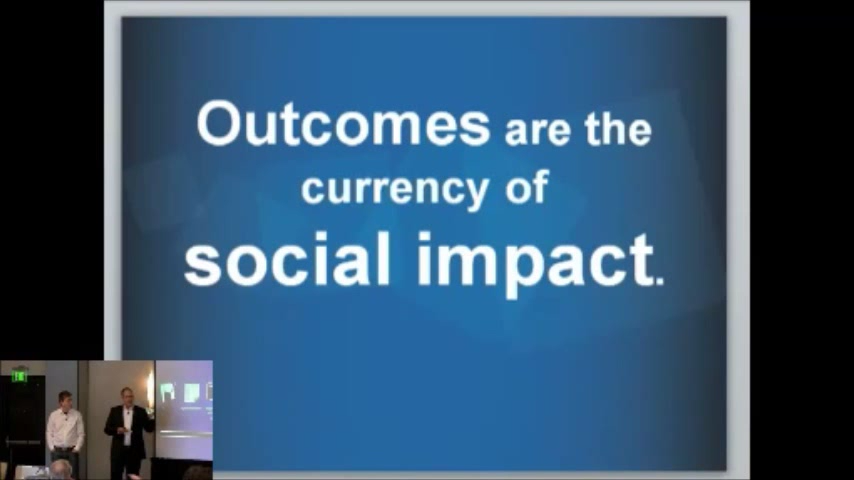 Outcomes are the
currency of
social impact.